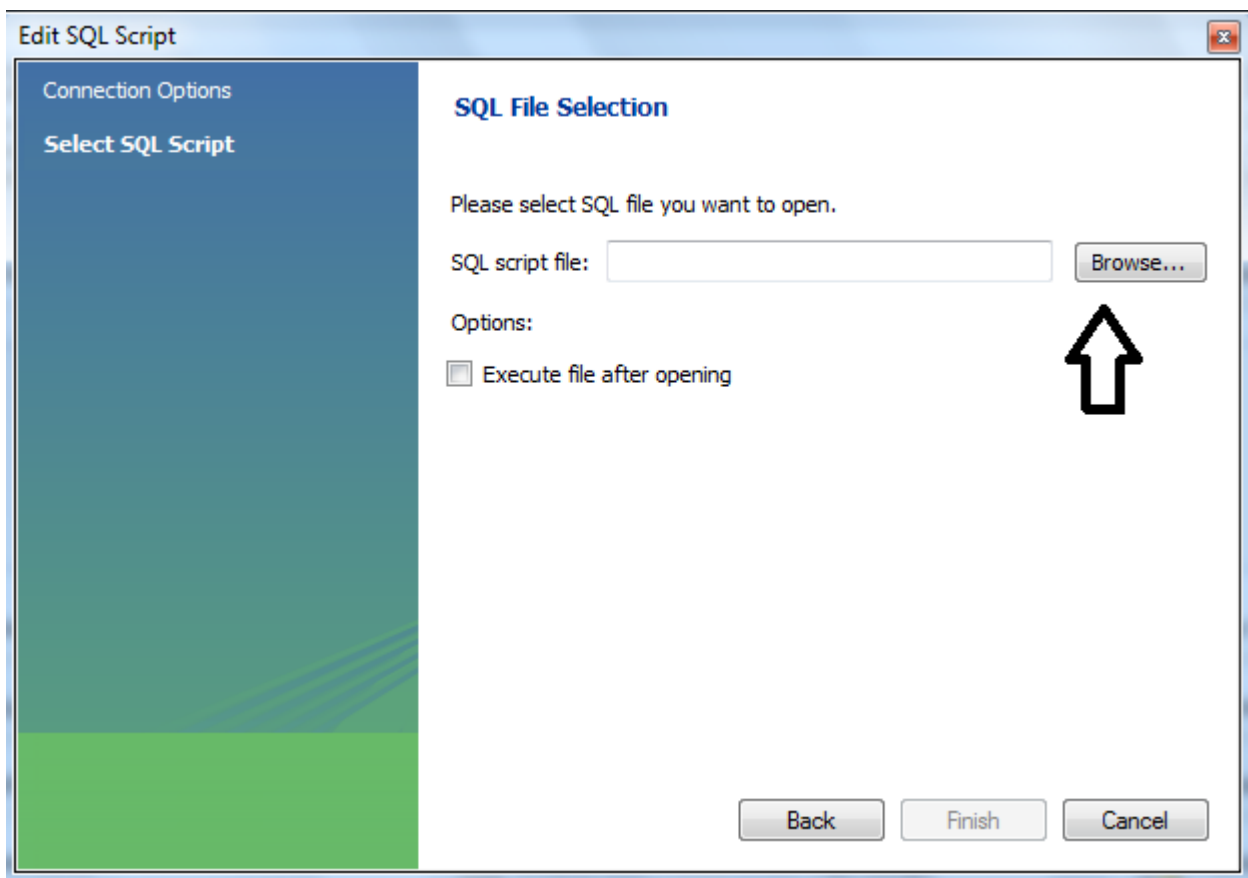 Edit SQL Script
Connection Options
Select SQL Script
SQL File Selection
Please select SQL file you want to open.
SQL script file:
Browse...
Options:
Execute file after opening
Back
Finish
Cancel